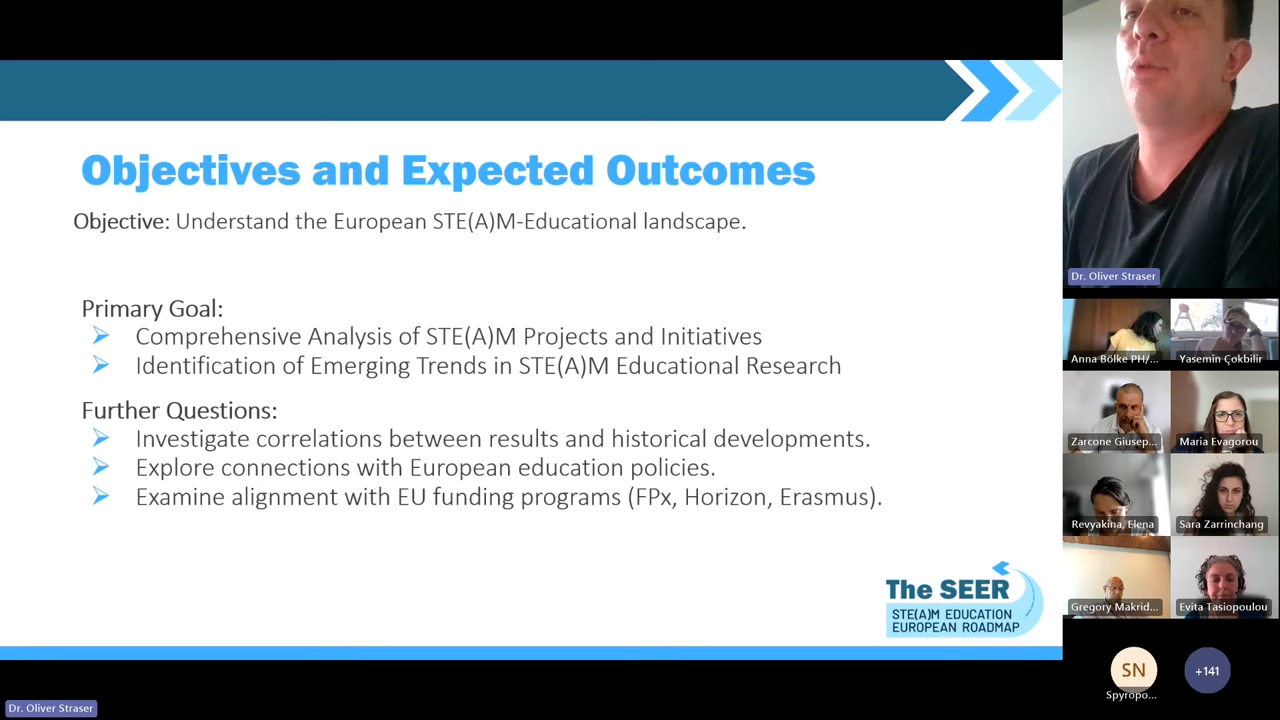 Objectives and Expected Outcomes
Objective: Understand the European STE(A)M-Educational landscape.
Primary Goal:
Comprehensive Analysis of STE(A)M Projects and Initiatives
Identification of Emerging Trends in STE(A)M Educational Research
Further Questions:
Investigate correlations between results and historical developments.
Explore connections with European education policies.
Examine alignment with EU funding programs (FPx, Horizon, Erasmus).
The SEER
STE(A)M EDUCATION
EUROPEAN ROADMAP
Dr. Oliver Straser
Dr. Oliver Straser
Anna Bölke PH/...
Yasemin Çokbilir
Zarcone Giusep...
Maria Evagorou
Revyakina, Elena
Sara Zarrinchang
Gregory Makrid...
Evita Tasiopoulou
SN
Spyropo...
+141